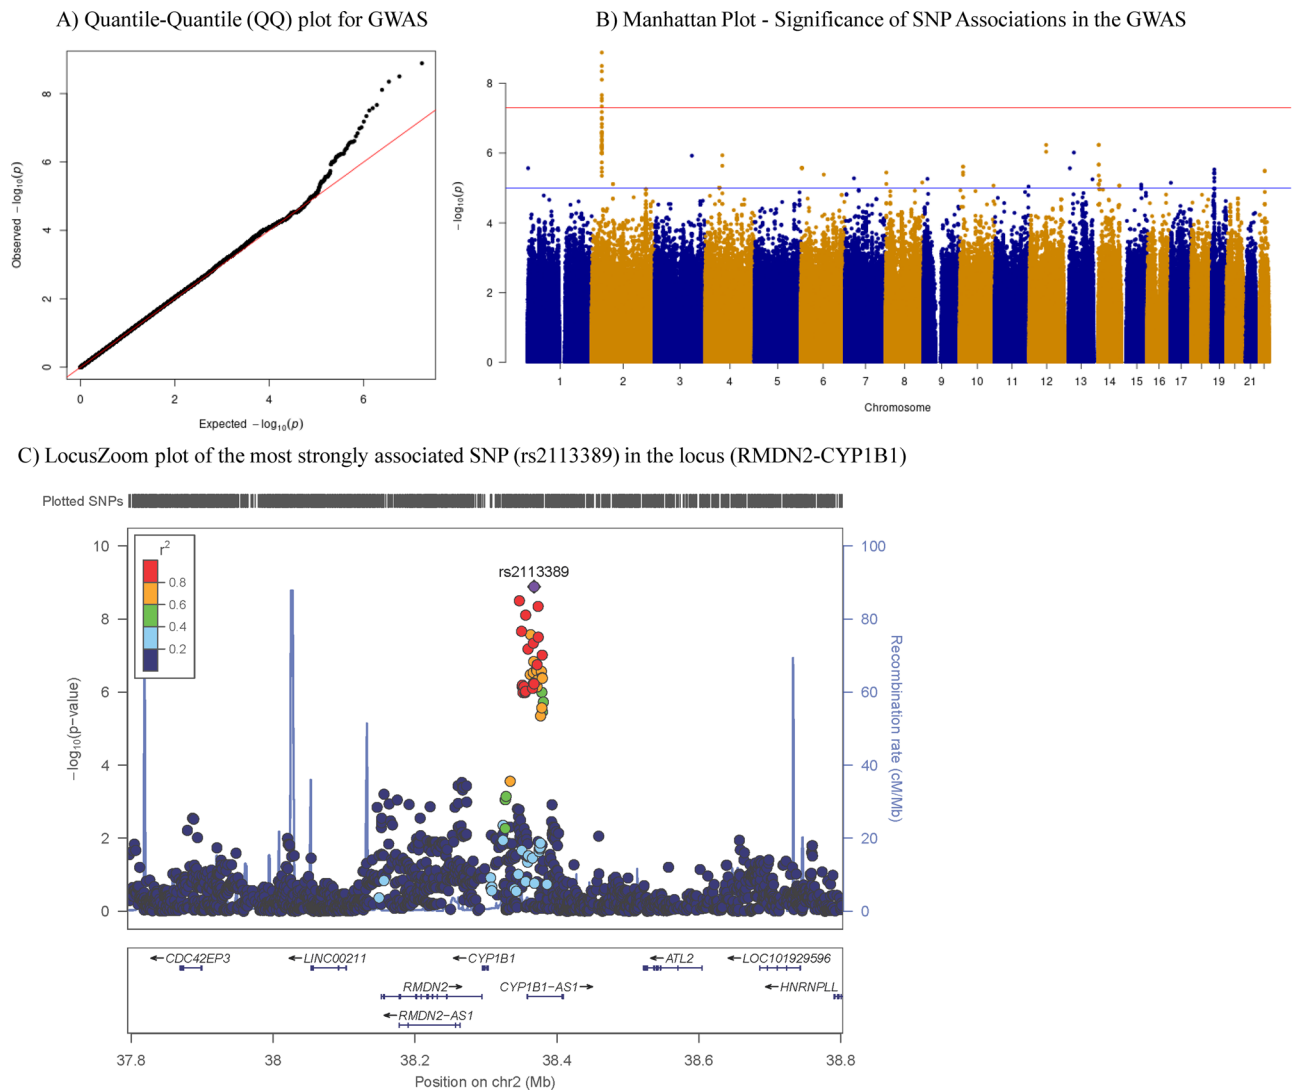 A) Quantile-Quantile (QQ) plot for GWAS
Observed −log10(p)
8
6
4
2
0
0 2 4 6
Expected −log10(p)
B) Manhattan Plot - Significance of SNP Associations in the GWAS
−log10(p)
8
6
4
2
0
1 2 3 4 5 6 7 8 9 10 11 12 13 14 15 16 17 19 21
Chromosome
C) LocusZoom plot of the most strongly associated SNP (rs2113389) in the locus (RMDN2-CYP1B1)
Plotted SNPs
−log10(p−value)
10
8
6
4
2
0
r2
0.8
0.6
0.4
0.2
rs2113389
100
80
60
40
20
0
Recombination rate (cM/Mb)
←CDC42EP3 ←LINC00211 ←CYP1B1 ←ATL2 ←LOC101929596
RMDN2→ CYP1B1−AS1→ ←HNRNPLL
←RMDN2−AS1
37.8 38 38.2 38.4 38.6 38.8
Position on chr2 (Mb)